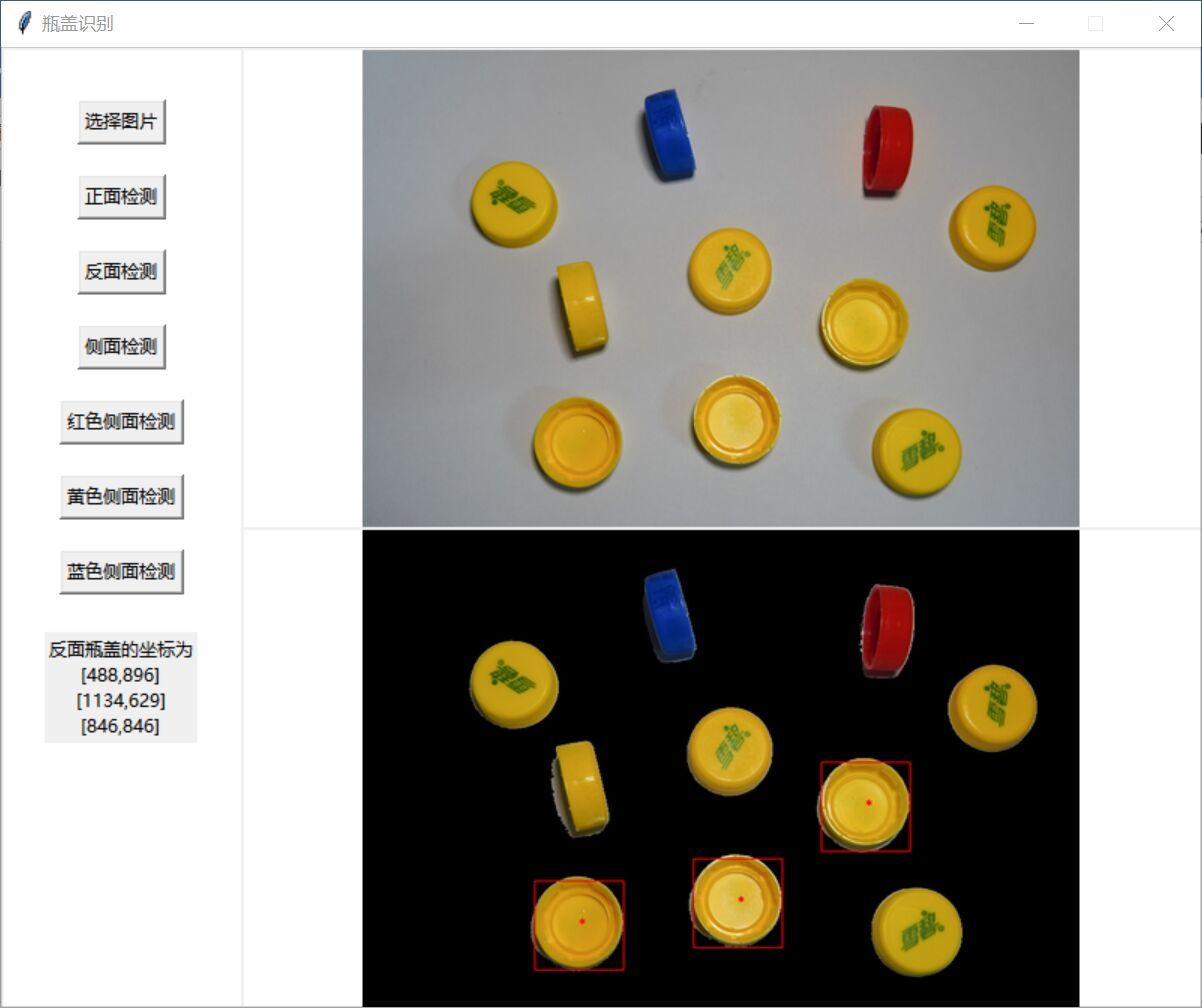 瓶盖识别
选择图片
正面检测
反面检测
侧面检测
红色侧面检测
黄色侧面检测
蓝色侧面检测
反面瓶盖的坐标为
[488,896]
[1134,629]
[846,846]